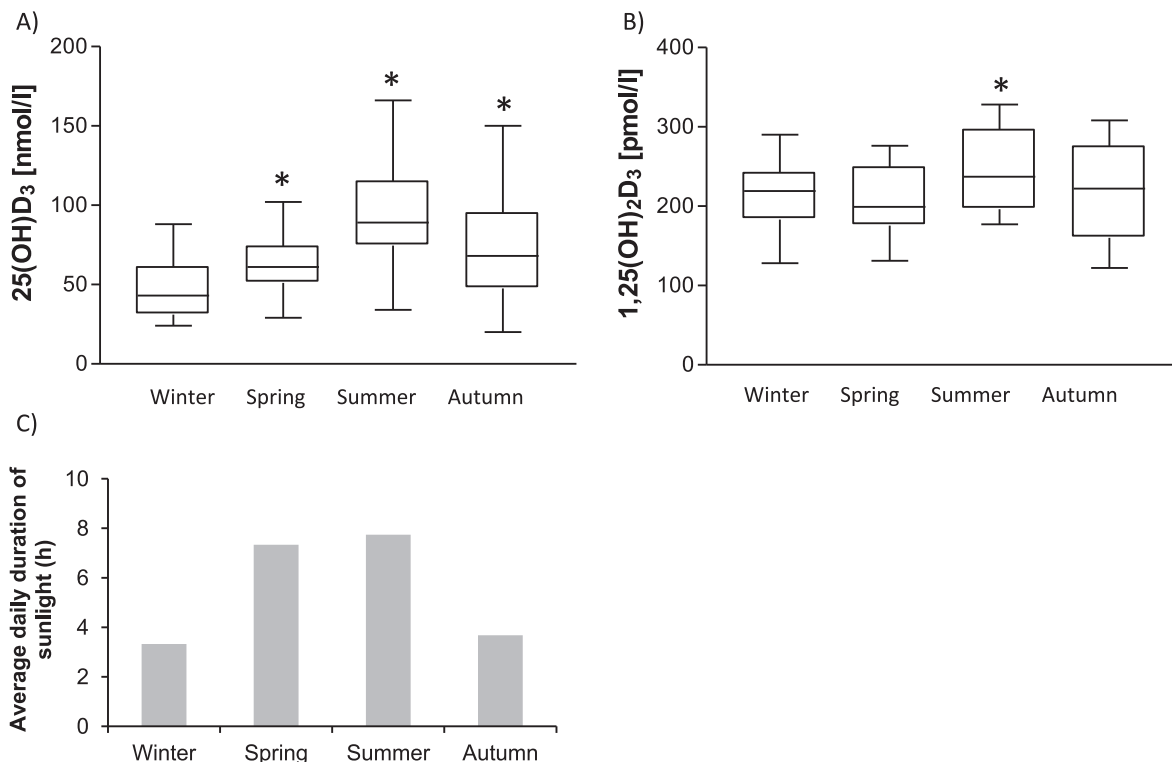 A)
25(OH)D₃ [nmol/l]
200
150
100
50
0
*
*
*
Winter Spring Summer Autumn
B)
1,25(OH)₂D₃ [pmol/l]
400
300
200
100
0
*
Winter Spring Summer Autumn
C)
Average daily duration of
sunlight (h)
10
8
6
4
2
0
Winter Spring Summer Autumn